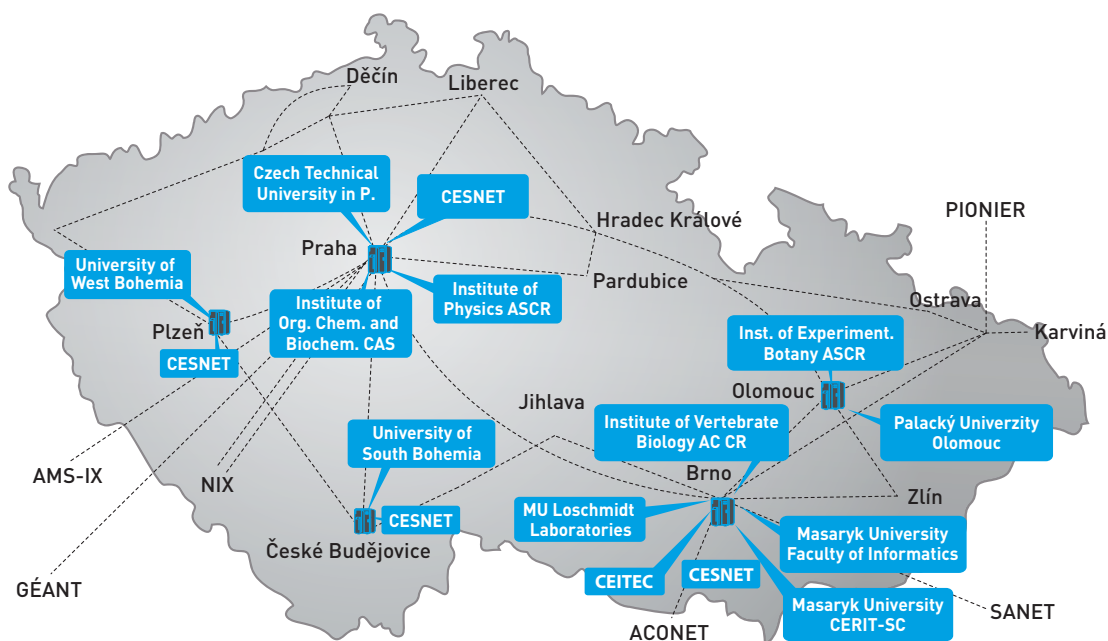 Děčín
Liberec
Czech Technical
University in P.
CESNET
Hradec Králové
PIONIER
Praha
University of
West Bohemia
Pardubice
Institute of
Physics ASCR
Institute of
Org. Chem. and
Biochem. CAS
Ostrava
Karviná
Plzeň
CESNET
Inst. of Experiment.
Botany ASCR
Olomouc
Jihlava
Institute of Vertebrate
Biology AC CR
Palacký Univerzity
Olomouc
University of
South Bohemia
AMS-IX
NIX
Brno
Zlín
MU Loschmidt
Laboratories
CESNET
Masaryk University
Faculty of Informatics
České Budějovice
CEITEC
CESNET
GÉANT
Masaryk University
CERIT-SC
SANET
ACONET